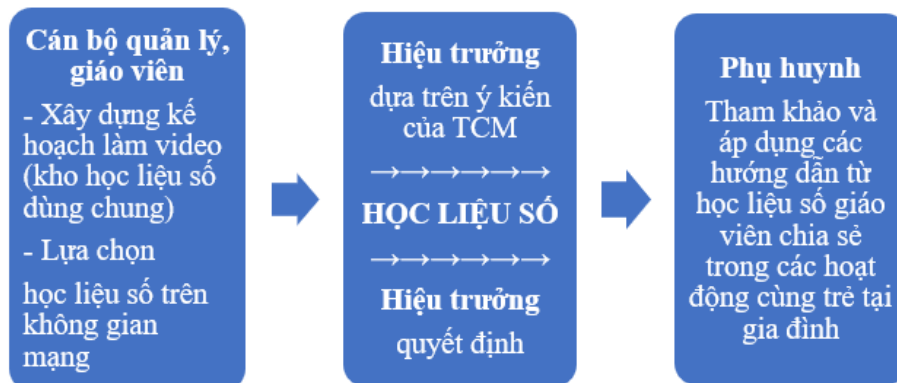 Cán bộ quản lý,
giáo viên
- Xây dựng kế
hoạch làm video
(kho học liệu số
dùng chung)
- Lựa chọn
học liệu số trên
không gian
mạng
Hiệu trưởng
dựa trên ý kiến
của TCM
→→→→→→
HỌC LIỆU SỐ
→→→→→→
Hiệu trưởng
quyết định
Phụ huynh
Tham khảo và
áp dụng các
hướng dẫn từ
học liệu số giáo
viên chia sẻ
trong các hoạt
động cùng trẻ tại
gia đình